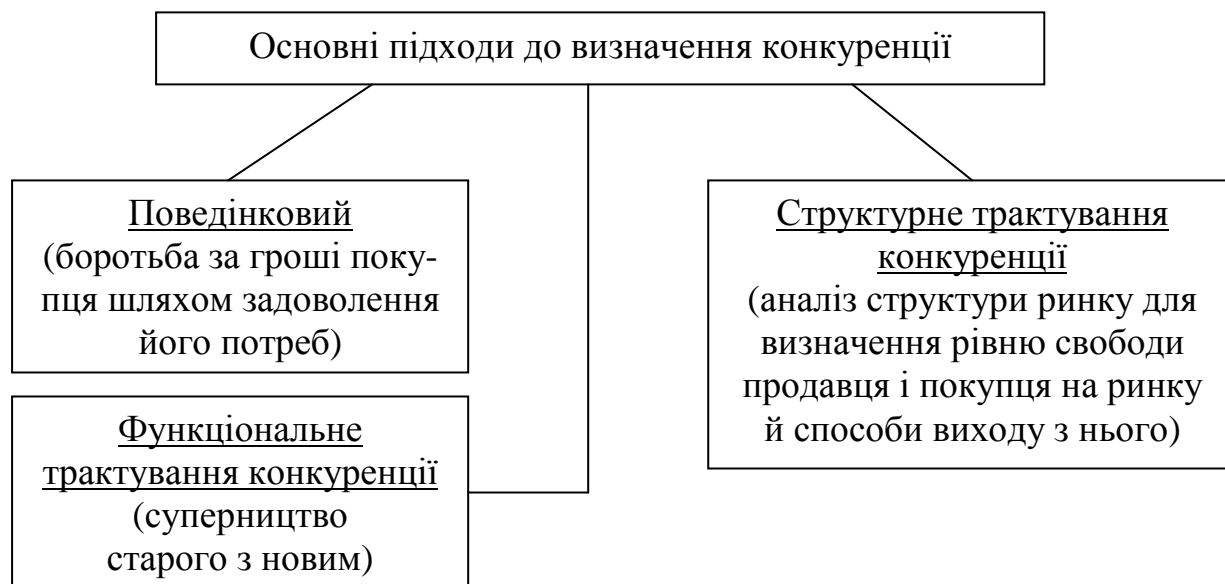 Основні підходи до визначення конкуренції
Поведінковий
(боротьба за гроші поку-
пця шляхом задоволення
його потреб)
Функціональне
трактування конкуренції
(суперництво
старого з новим)
Структурне трактування
конкуренції
(аналіз структури ринку для
визначення рівню свободи
продавця і покупця на ринку
й способи виходу з нього)